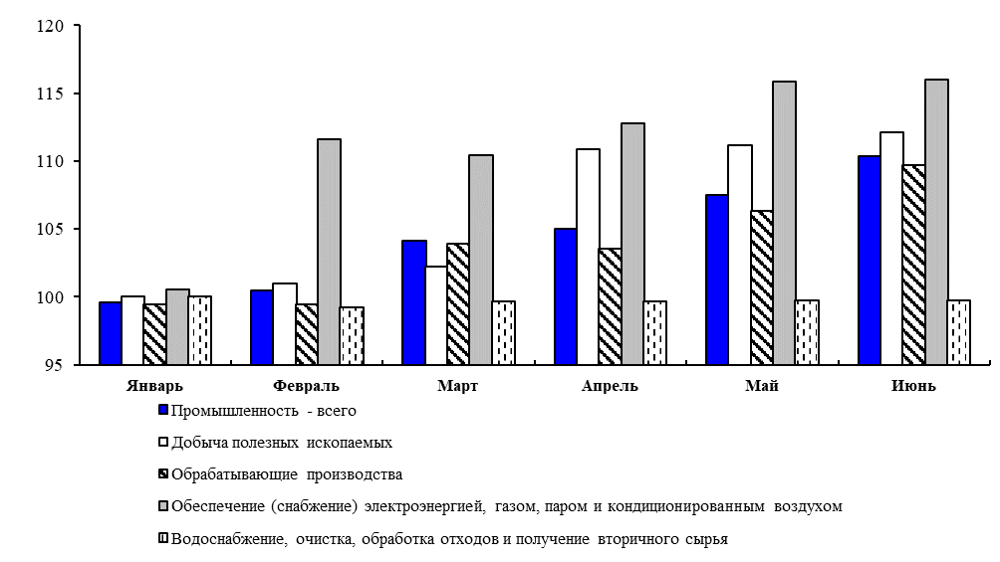 120
115
110
105
100
95
Январь Февраль Март Апрель Май Июнь
Промышленность - всего
Добыча полезных ископаемых
Обрабатывающие производства
Обеспечение (снабжение) электроэнергией, газом, паром и кондиционированным воздухом
Водоснабжение, очистка, обработка отходов и получение вторичного сырья